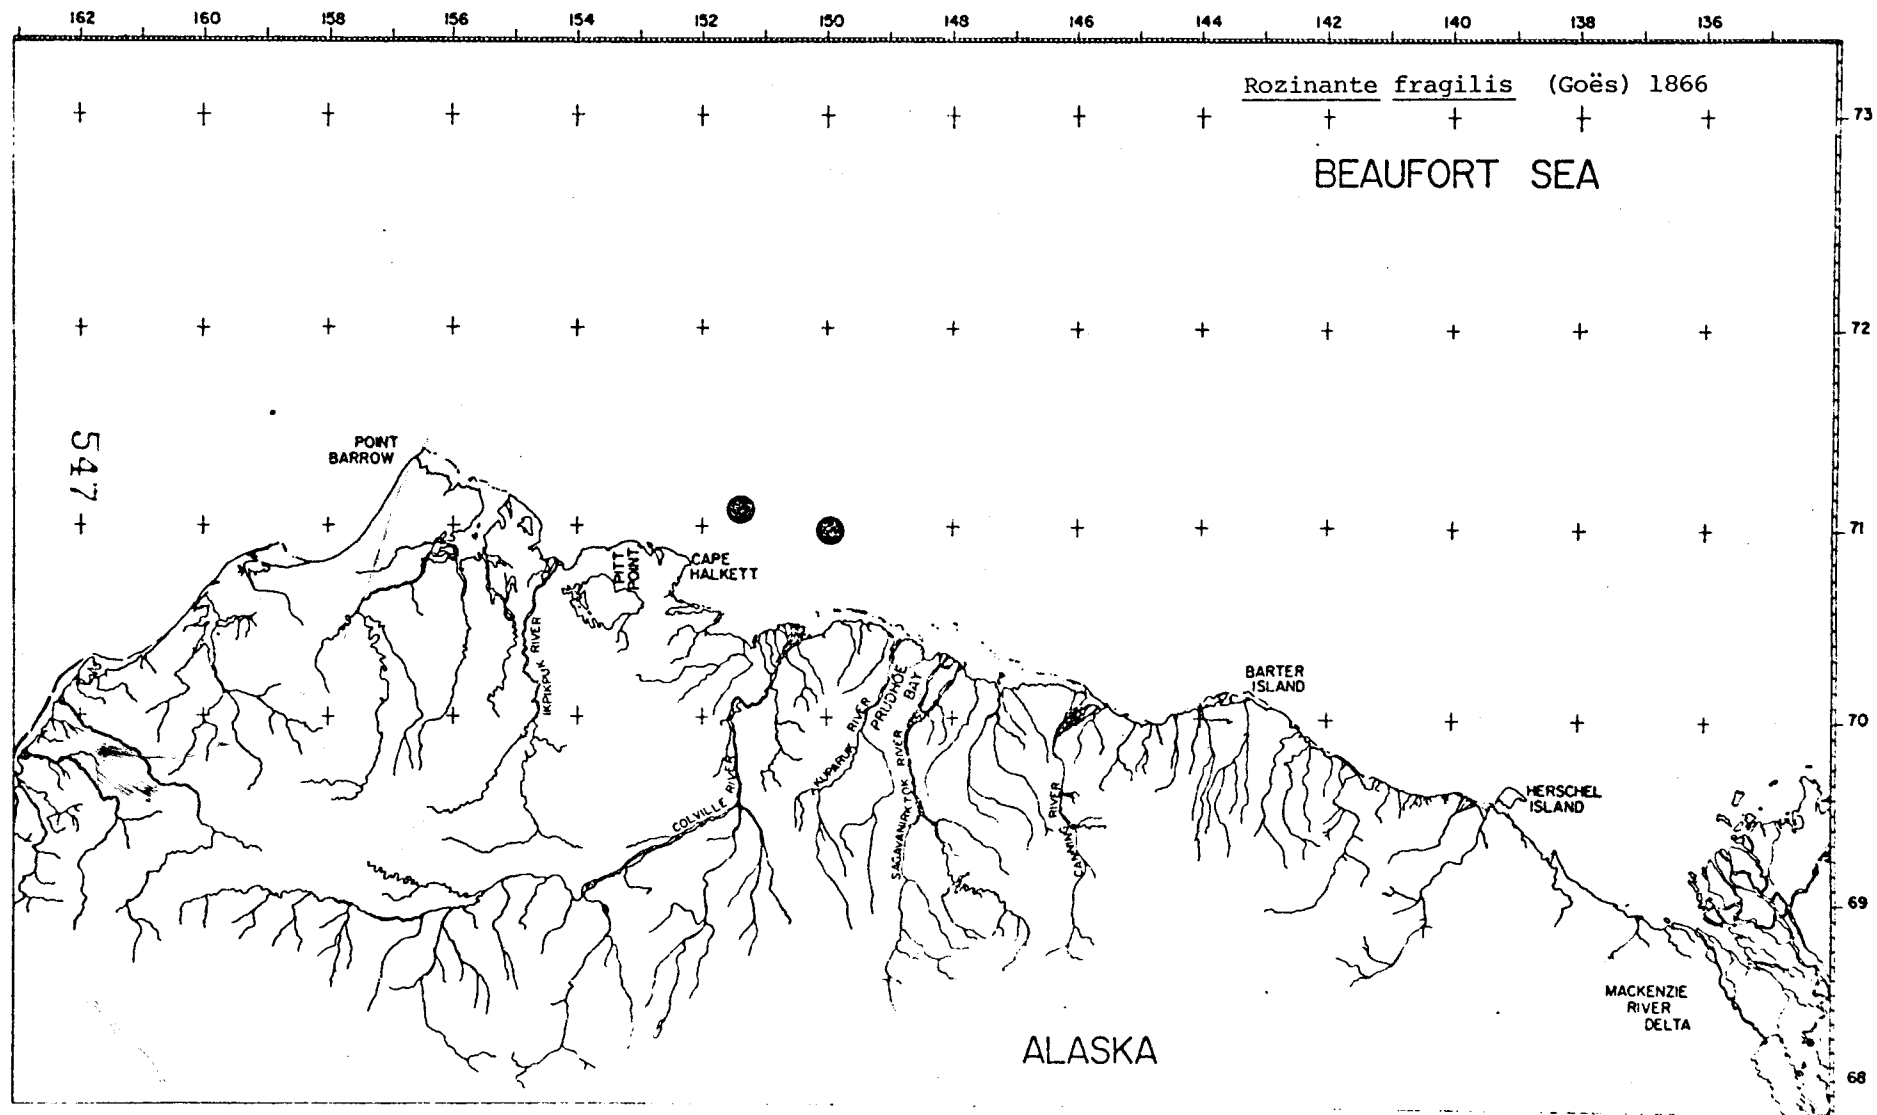 162 160 158 156 154 152 150 148 146 144 142 140 138 136
Rozinante fragilis (Goës) 1866
73
BEAUFORT SEA
72
547
POINT
BARROW
71
PITT
POINT
CAPE
HALKETT
IKPIKPUK RIVER
COLVILLE RIVER
KUPARUK RIVER
PRUDHOE
BAY
SAGAVANIRKTOK RIVER
CANNING RIVER
BARTER
ISLAND
70
HERSCHEL
ISLAND
69
MACKENZIE
RIVER
DELTA
ALASKA
68